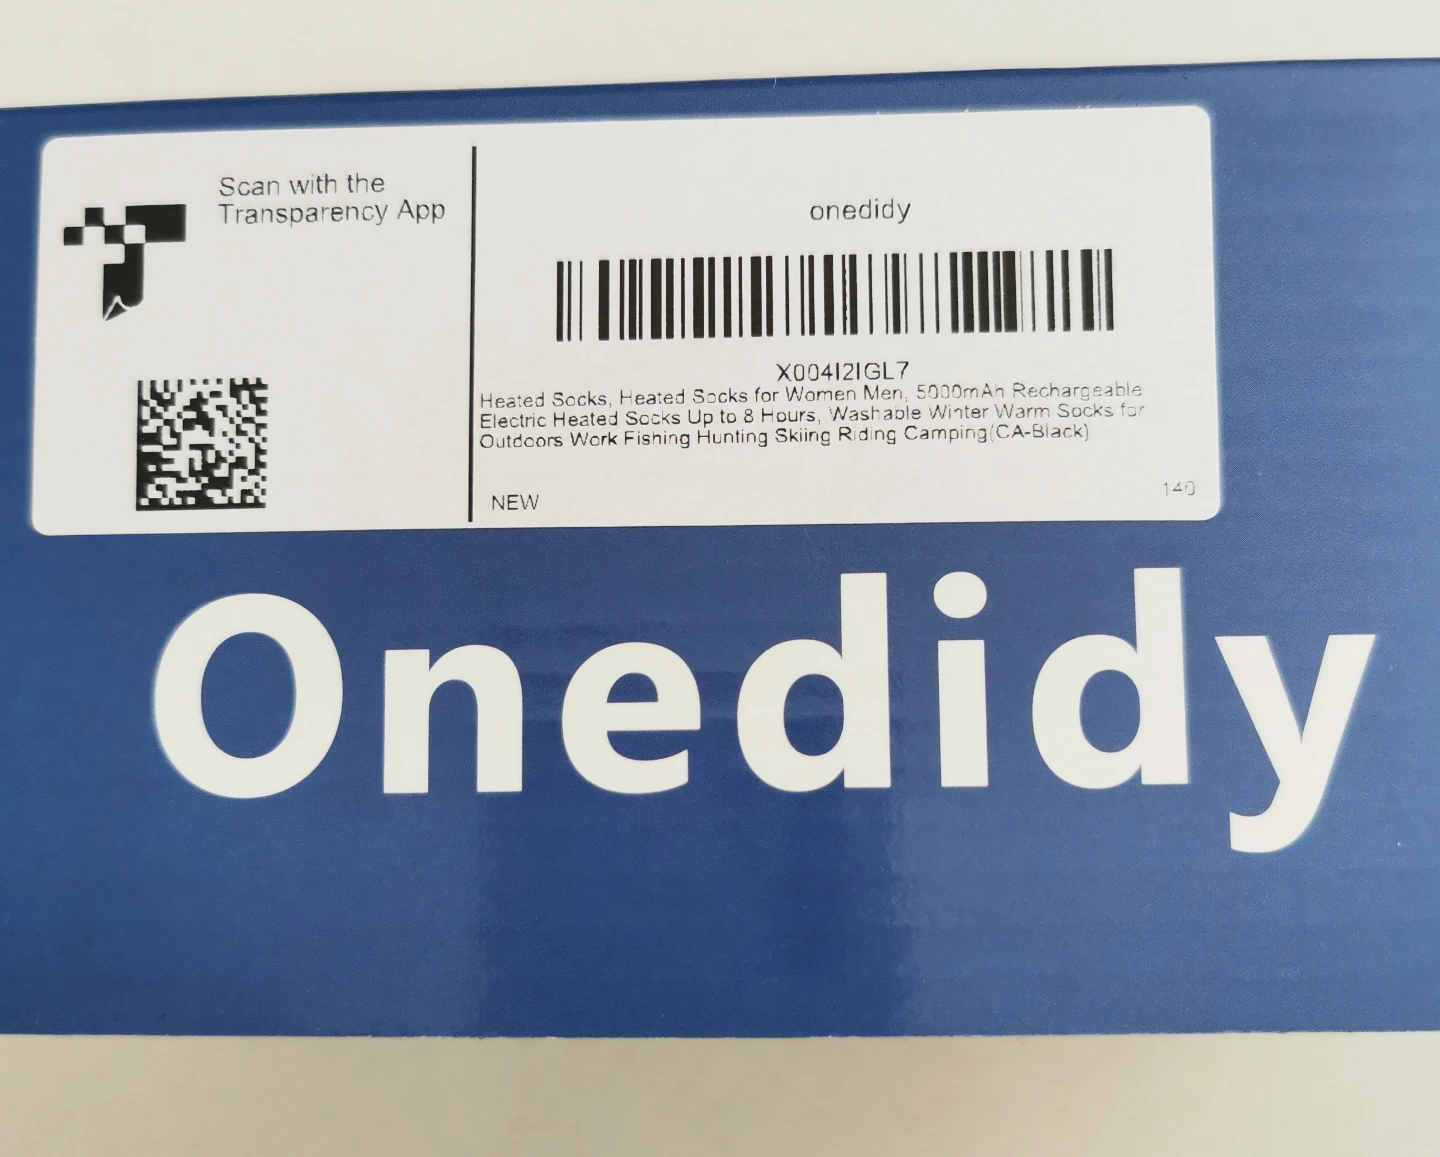 Scan with the
Transparency App
onedidy
X004I2IGL7
Heated Socks, Heated Socks for Women Men, 5000mAh Rechargeable
Electric Heated Socks Up to 8 Hours, Washable Winter Warm Socks for
Outdoors Work Fishing Hunting Skiing Riding Camping(CA-Black)
NEW
140
Onedidy